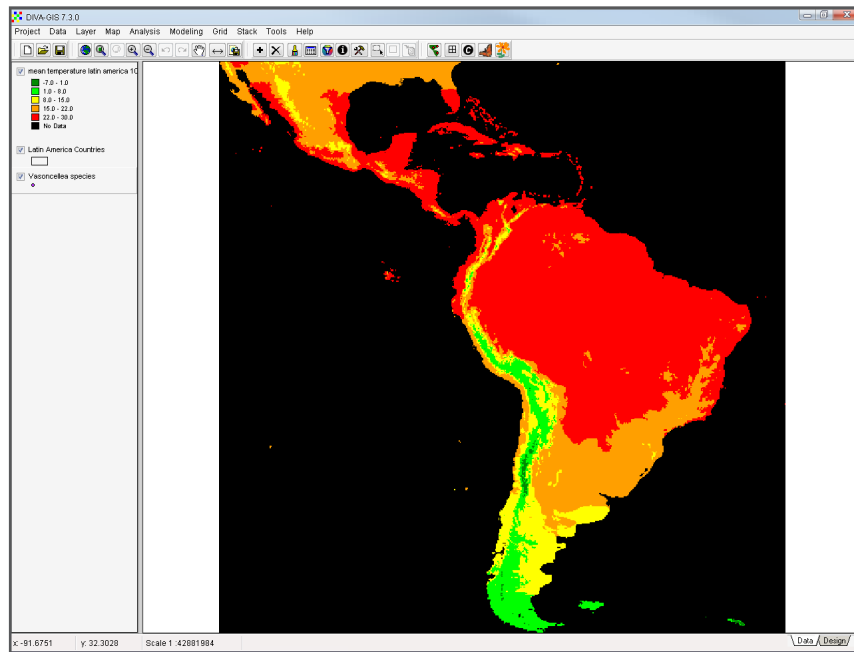 DIVA-GIS 7.3.0
Project Data Layer Map Analysis Modeling Grid Stack Tools Help
mean temperature latin america 10
-7.0 - 1.0
1.0 - 8.0
8.0 - 15.0
15.0 - 22.0
22.0 - 30.0
No Data
Latin America Countries
Vasconcellea species
x: -91.6751 y: 32.3028 Scale 1 :42881984 Data Design